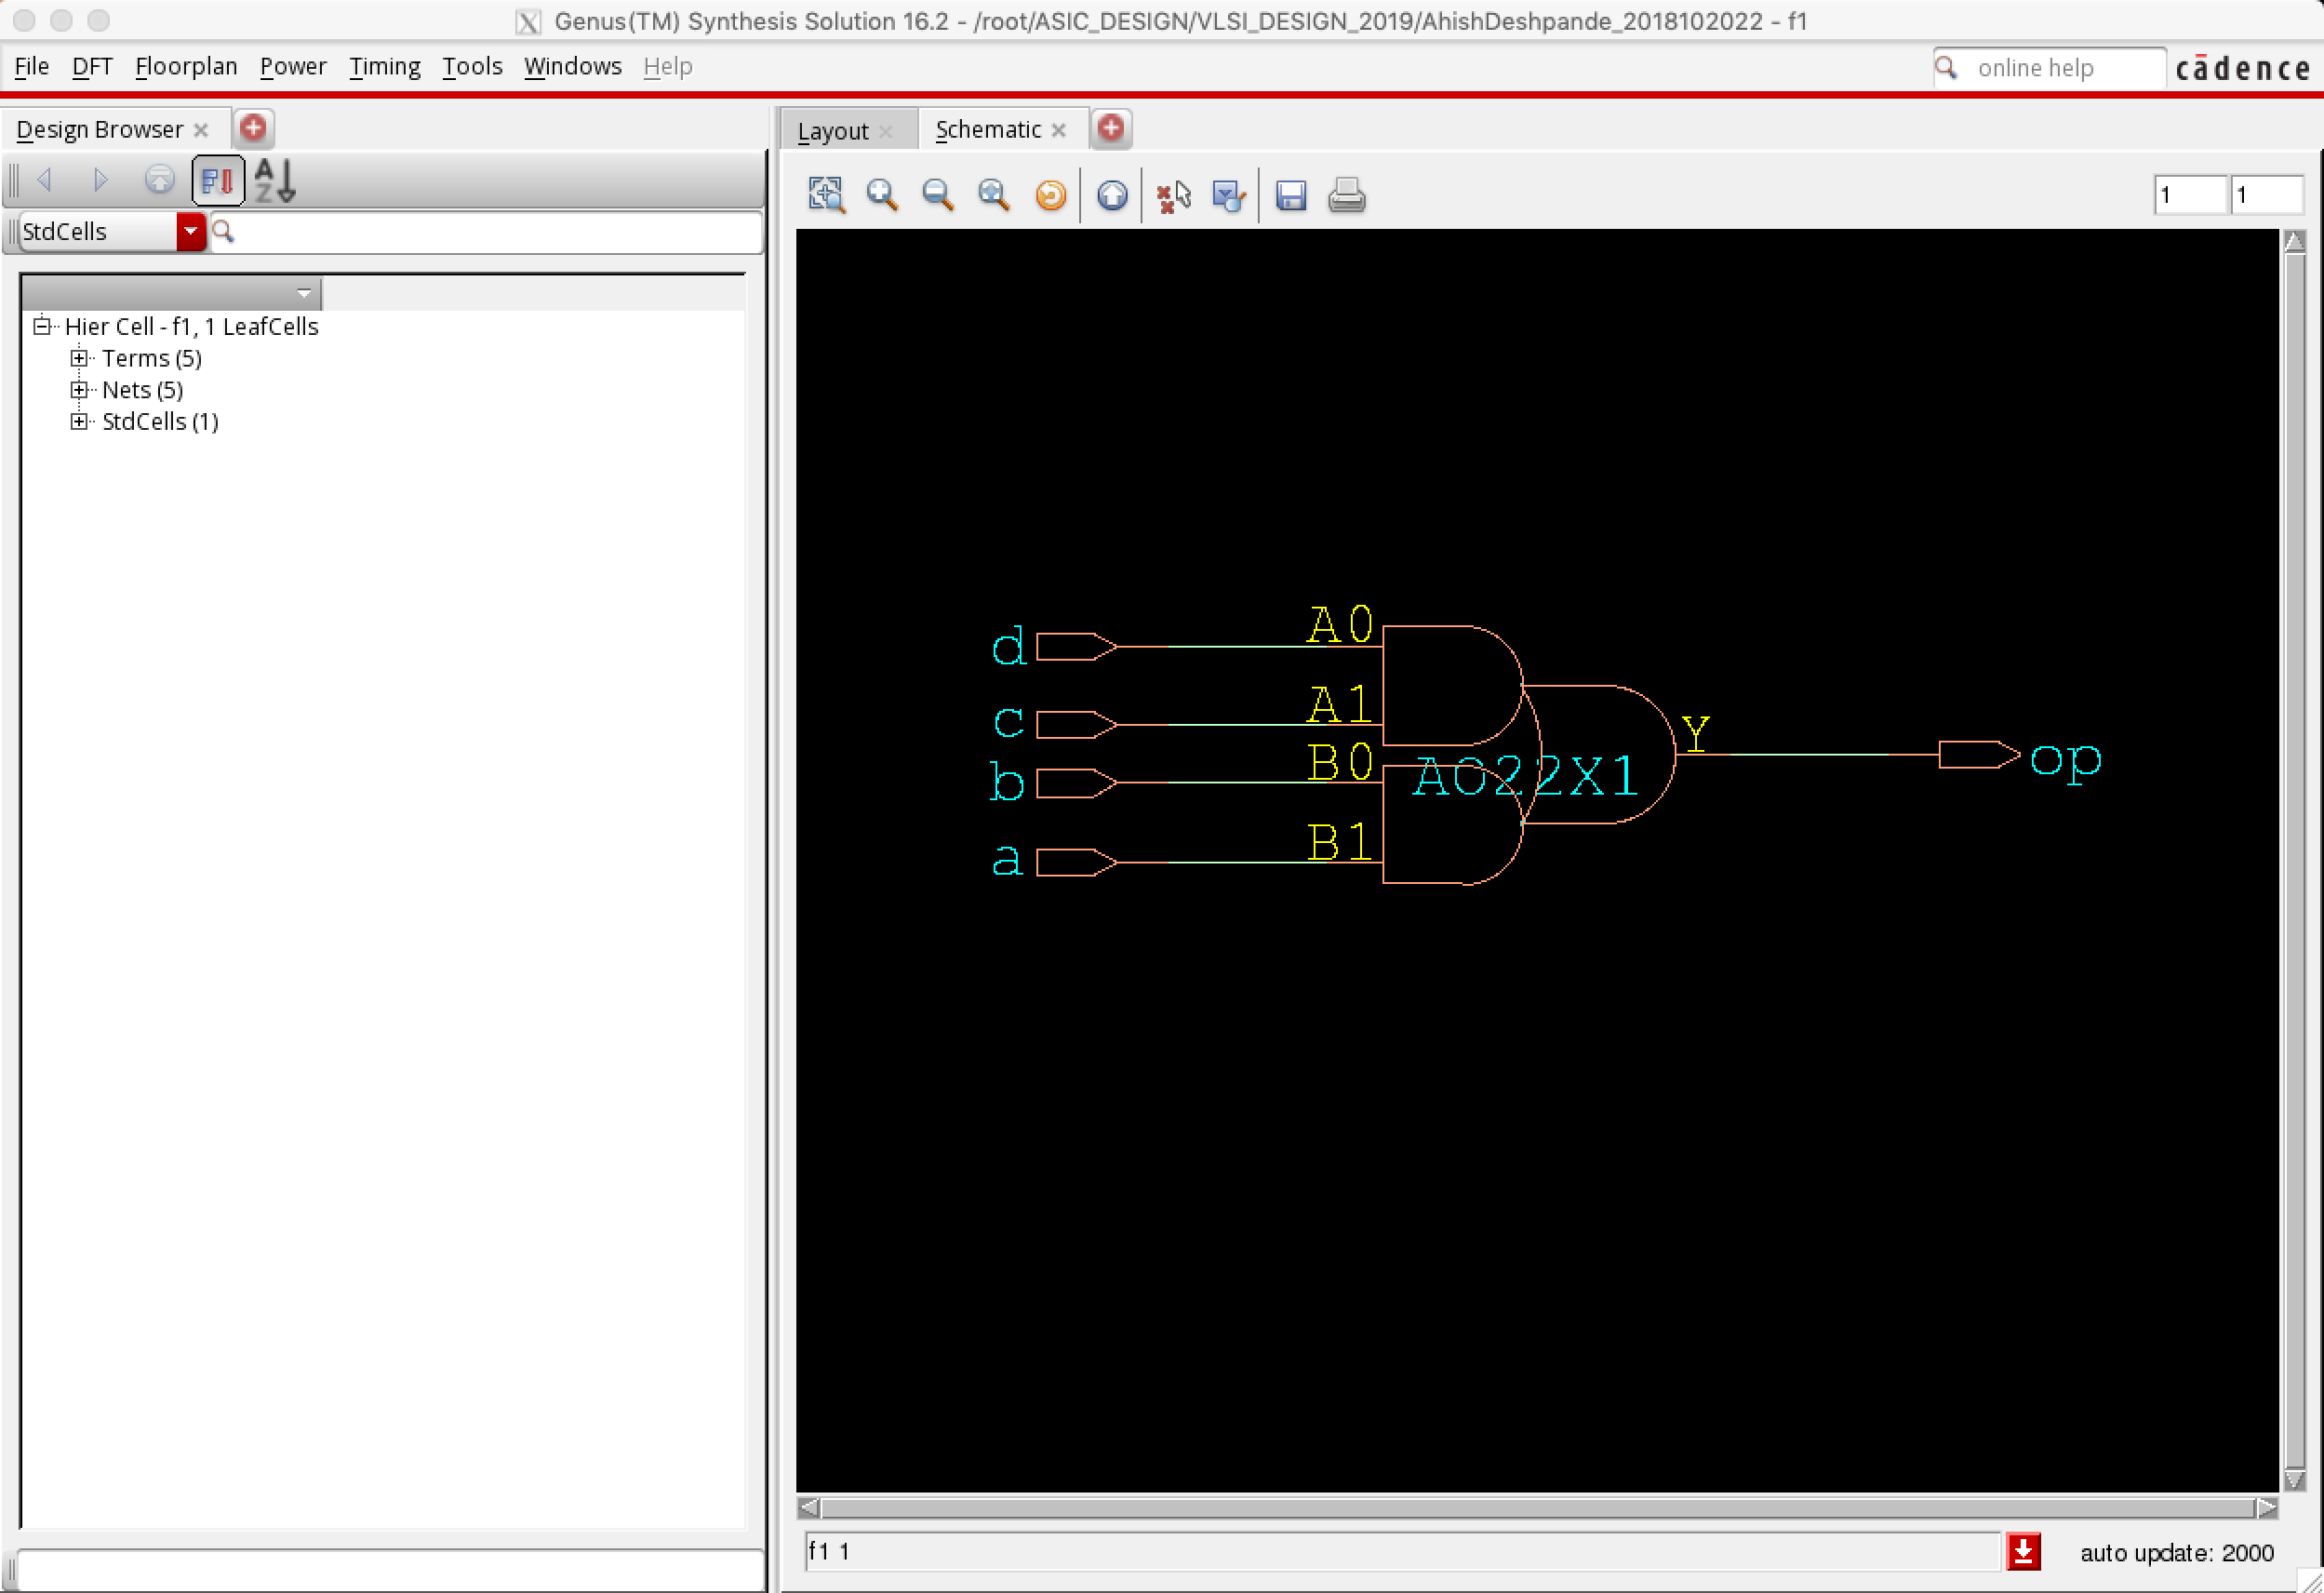 Genus(TM) Synthesis Solution 16.2 - /root/ASIC_DESIGN/VLSI_DESIGN_2019/AhishDeshpande_2018102022 - f1
File DFT Floorplan Power Timing Tools Windows Help
online help
cādence
Design Browser
Layout
Schematic
A
Z
StdCells
1 1
Hier Cell - f1, 1 LeafCells
Terms (5)
Nets (5)
StdCells (1)
d A0
c A1
b B0
a B1
AO22X1
Y
op
f1 1
auto update: 2000